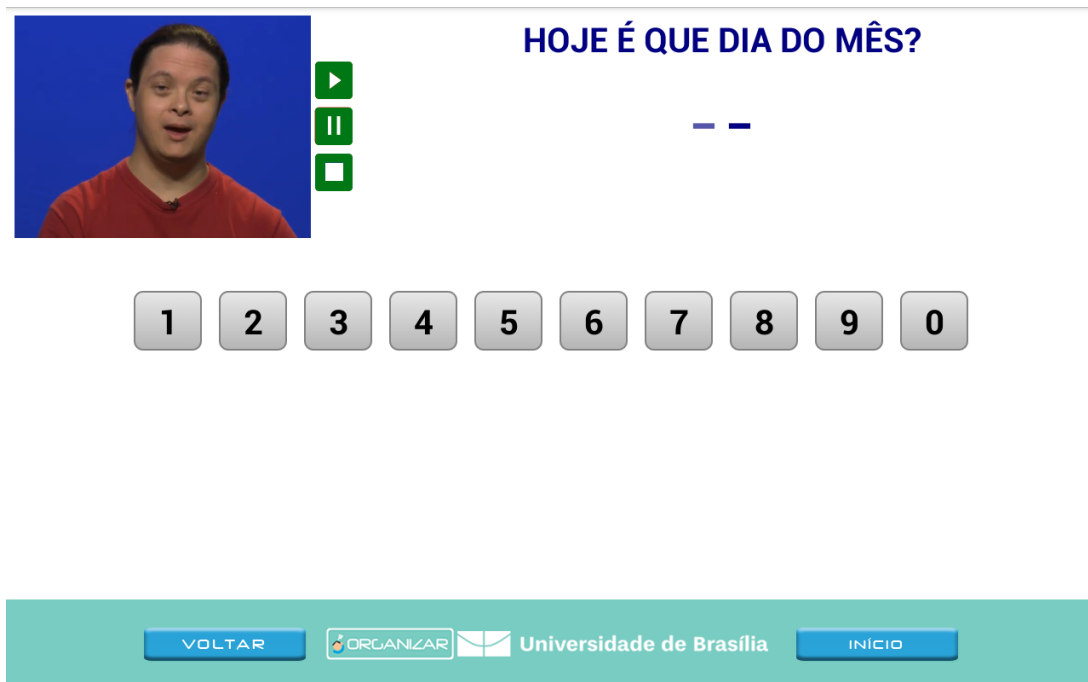 HOJE É QUE DIA DO MÊS?
_ _
1 2 3 4 5 6 7 8 9 0
VOLTAR ORGANIZAR Universidade de Brasília INÍCIO